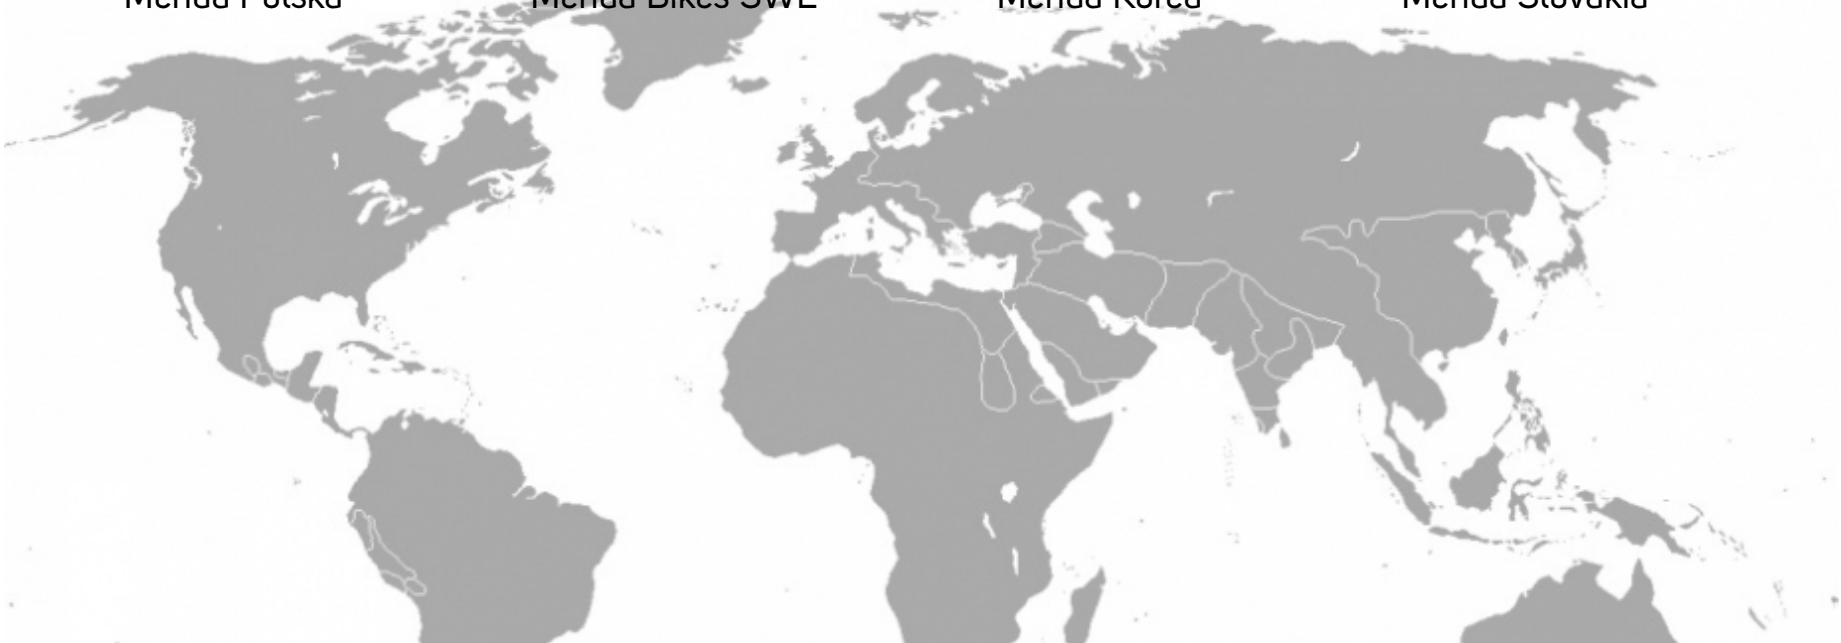 Merida Polska
Merida Bikes SWE
Merida Korea
Merida Slovakia